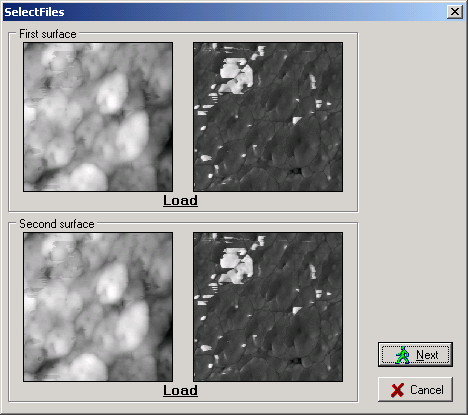 SelectFiles
First surface
Load
Second surface
Load
Next
Cancel